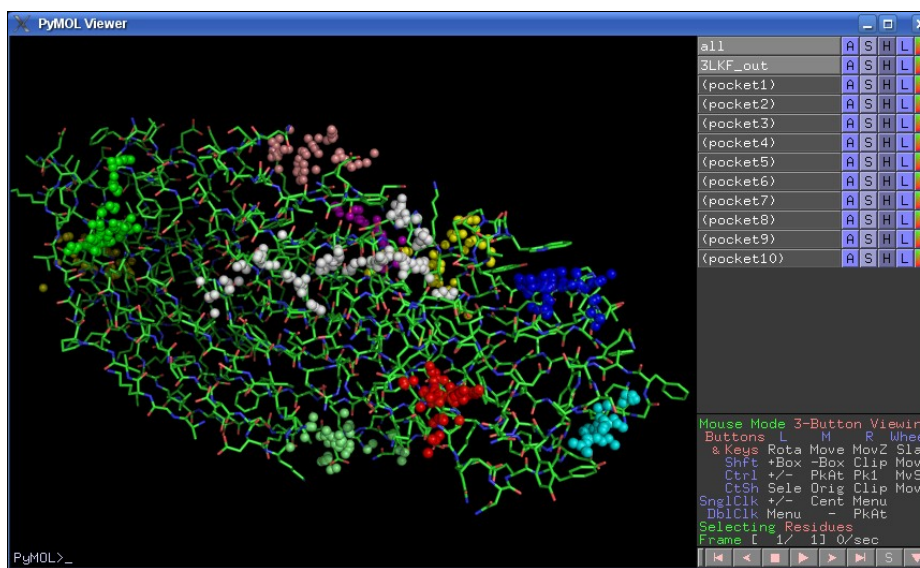 PyMOL Viewer
all A S H L
3LKF_out A S H L
(pocket1) A S H L
(pocket2) A S H L
(pocket3) A S H L
(pocket4) A S H L
(pocket5) A S H L
(pocket6) A S H L
(pocket7) A S H L
(pocket8) A S H L
(pocket9) A S H L
(pocket10) A S H L
Mouse Mode 3-Button Viewin
Buttons L M R Whee
& Keys Rota Move MovZ Sla
Shft +Box -Box Clip Mov
Ctrl +/- PkAt Pk1 MvS
CtSh Sele Orig Clip Mov
SnglClk +/- Cent Menu
DblClk Menu - PkAt
Selecting Residues
Frame [ 1/ 1] 0/sec
S
PyMOL>_